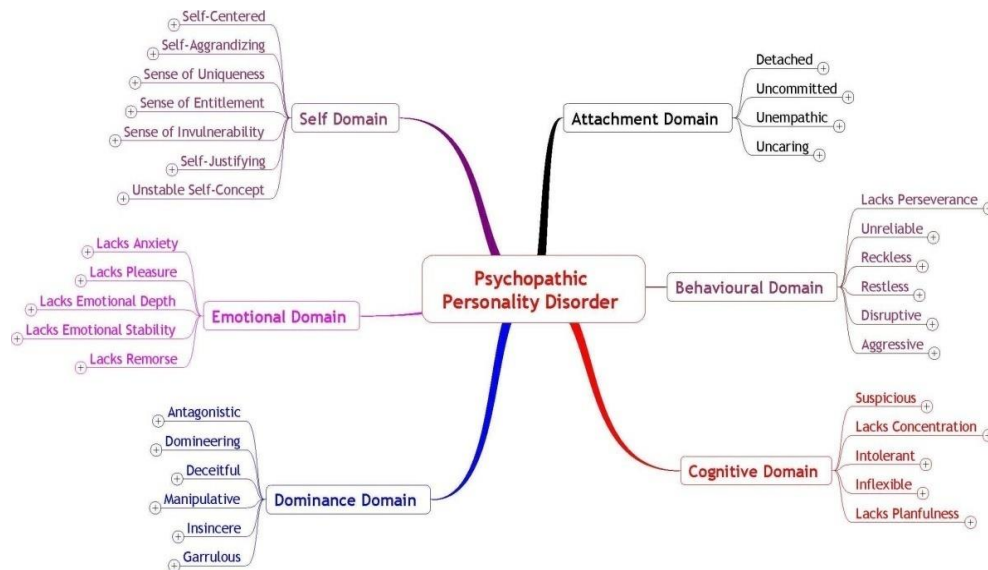 Psychopathic
Personality Disorder
Self Domain
Self-Centered
Self-Aggrandizing
Sense of Uniqueness
Sense of Entitlement
Sense of Invulnerability
Self-Justifying
Unstable Self-Concept
Emotional Domain
Lacks Anxiety
Lacks Pleasure
Lacks Emotional Depth
Lacks Emotional Stability
Lacks Remorse
Dominance Domain
Antagonistic
Domineering
Deceitful
Manipulative
Insincere
Garrulous
Attachment Domain
Detached
Uncommitted
Unempathic
Uncaring
Behavioural Domain
Lacks Perseverance
Unreliable
Reckless
Restless
Disruptive
Aggressive
Cognitive Domain
Suspicious
Lacks Concentration
Intolerant
Inflexible
Lacks Planfulness